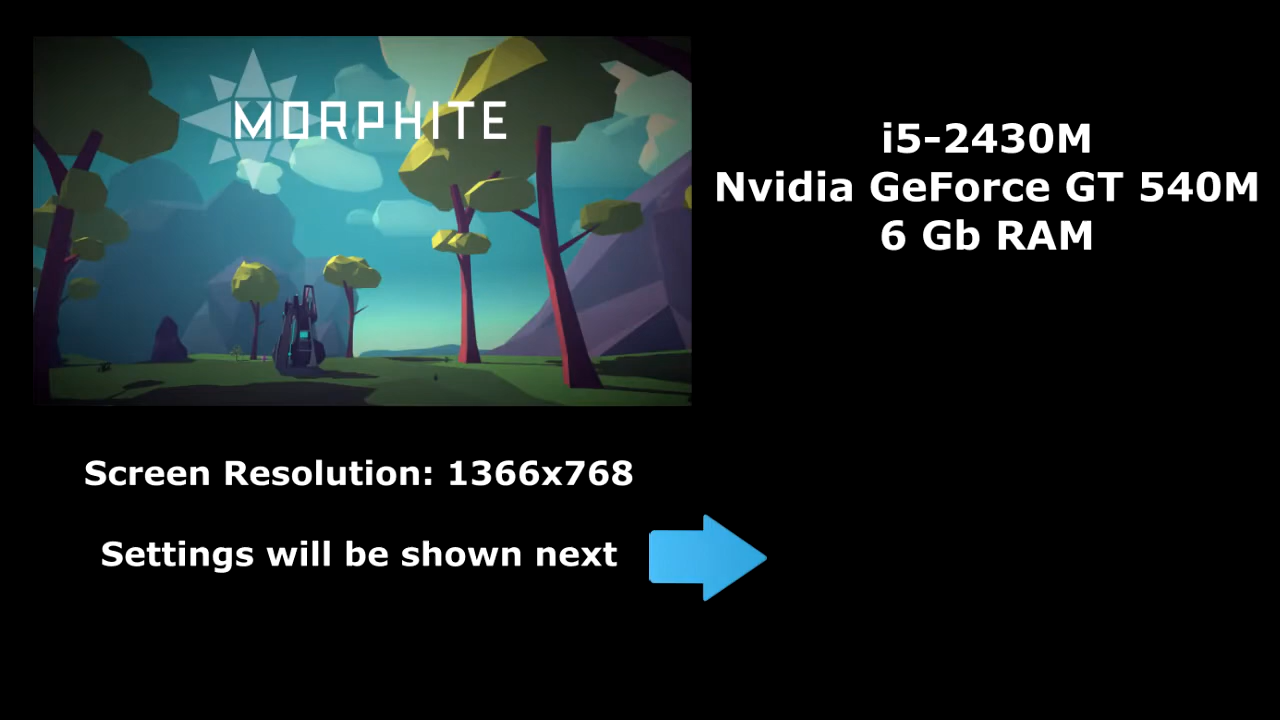 MORPHITE
i5-2430M
Nvidia GeForce GT 540M
6 Gb RAM
Screen Resolution: 1366x768
Settings will be shown next